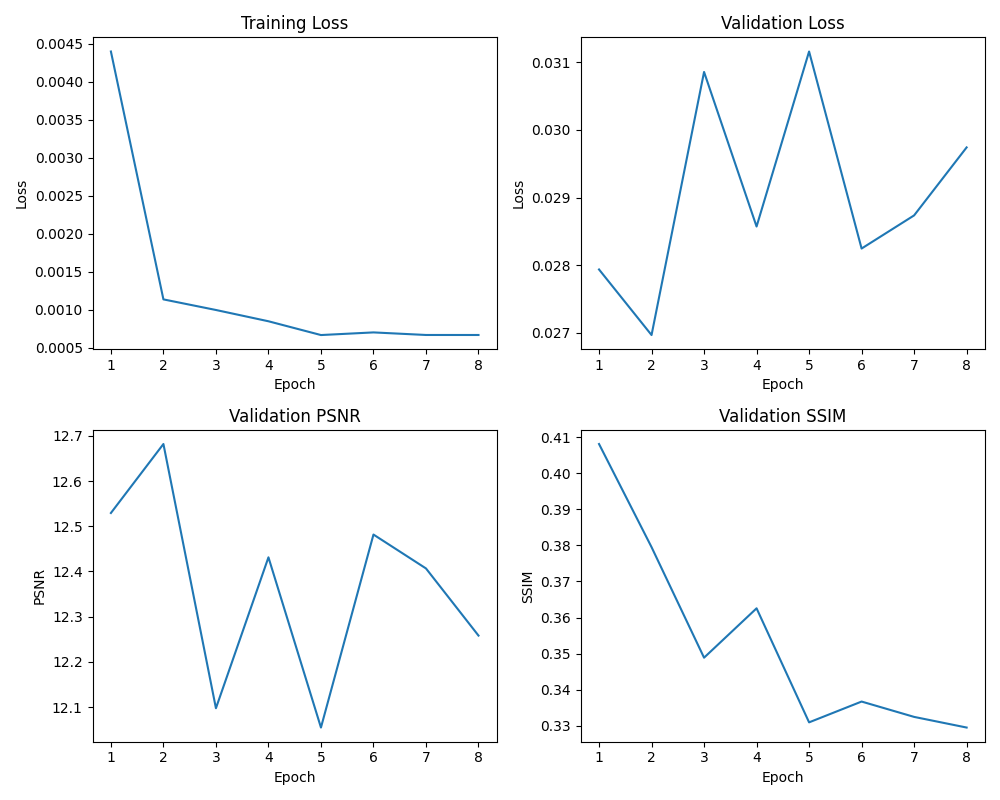 Training Loss
0.0045
0.0040
0.0035
0.0030
0.0025
0.0020
0.0015
0.0010
0.0005
Loss
1 2 3 4 5 6 7 8
Epoch
Validation Loss
0.031
0.030
0.029
0.028
0.027
Loss
1 2 3 4 5 6 7 8
Epoch
Validation PSNR
12.7
12.6
12.5
12.4
12.3
12.2
12.1
PSNR
1 2 3 4 5 6 7 8
Epoch
Validation SSIM
0.41
0.40
0.39
0.38
0.37
0.36
0.35
0.34
0.33
SSIM
1 2 3 4 5 6 7 8
Epoch